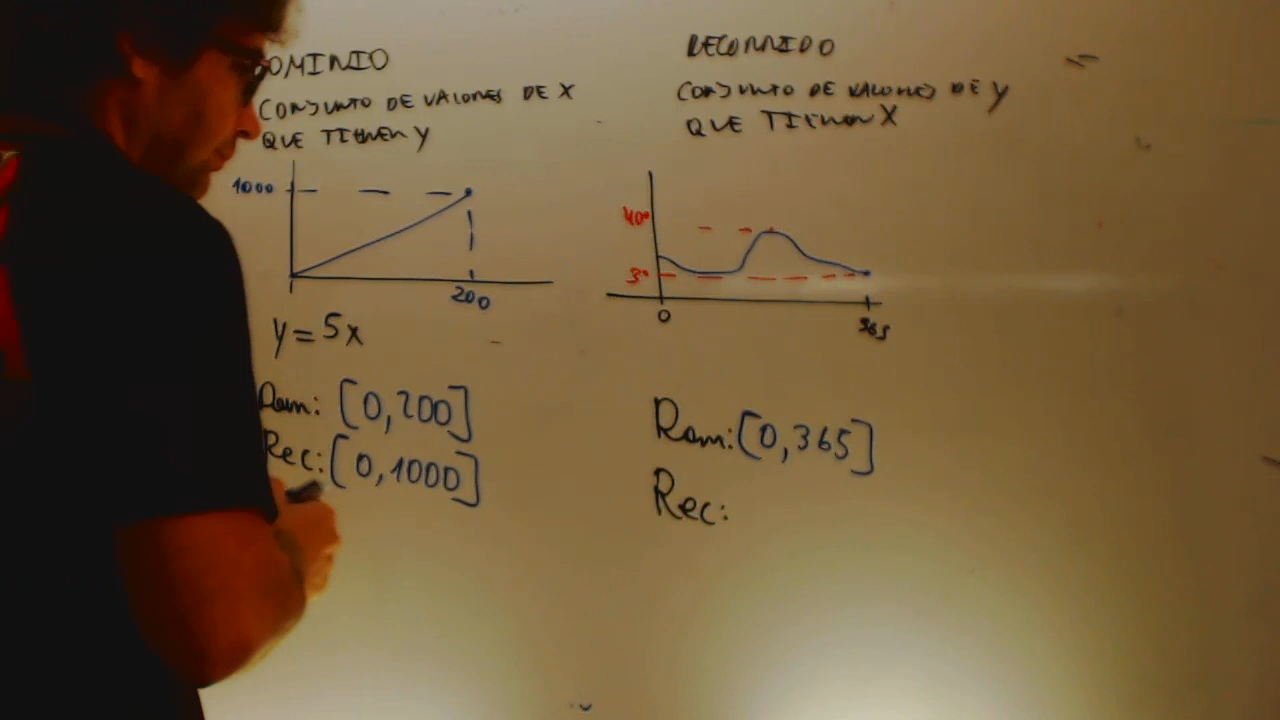 DOMINIO
CONJUNTO DE VALORES DE X
QUE TIENEN Y
1000
200
y = 5x
Dom: [0,200]
Rec: [0,1000]
RECORRIDO
CONJUNTO DE VALORES DE Y
QUE TIENEN X
40°
3°
0
365
Dom: [0,365]
Rec: